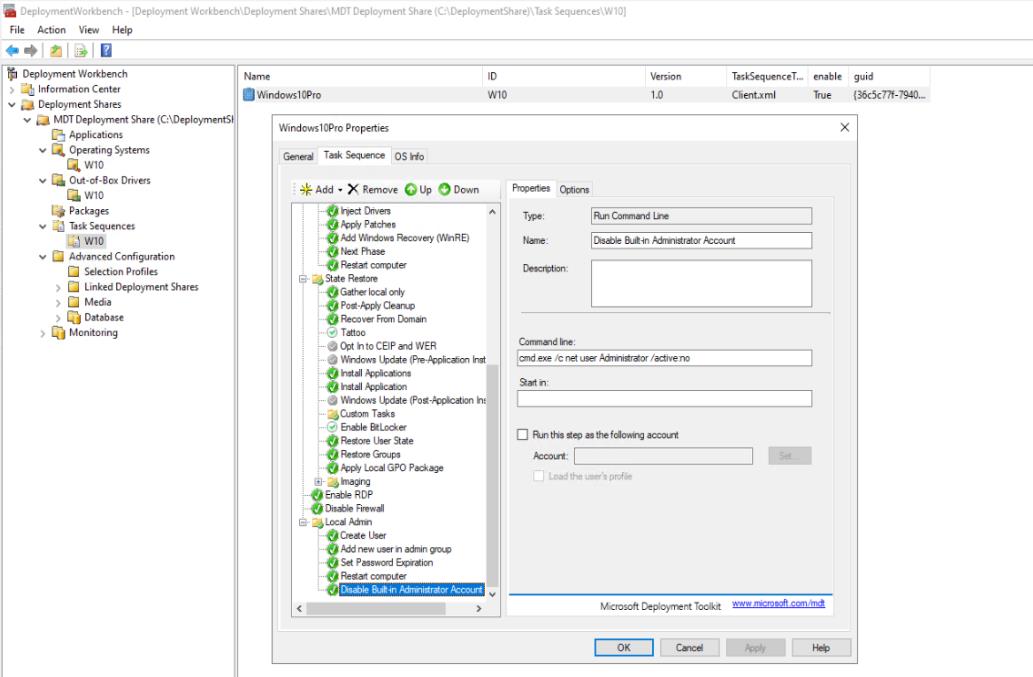 DeploymentWorkbench - [Deployment Workbench\Deployment Shares\MDT Deployment Share (C:\DeploymentShare)\Task Sequences\W10]
File Action View Help
Deployment Workbench
Information Center
Deployment Shares
MDT Deployment Share (C:\DeploymentSh
Applications
Operating Systems
W10
Out-of-Box Drivers
W10
Packages
Task Sequences
W10
Advanced Configuration
Selection Profiles
Linked Deployment Shares
Media
Database
Monitoring
Name ID Version TaskSequenceT... enable guid
Windows10Pro W10 1.0 Client.xml True {36c5c77f-7940...
Windows10Pro Properties
General Task Sequence OS Info
Add Remove Up Down
Inject Drivers
Apply Patches
Add Windows Recovery (WinRE)
Next Phase
Restart computer
State Restore
Gather local only
Post-Apply Cleanup
Recover From Domain
Tattoo
Opt In to CEIP and WER
Windows Update (Pre-Application Inst
Install Applications
Install Application
Windows Update (Post-Application Ins
Custom Tasks
Enable BitLocker
Restore User State
Restore Groups
Apply Local GPO Package
Imaging
Enable RDP
Disable Firewall
Local Admin
Create User
Add new user in admin group
Set Password Expiration
Restart computer
Disable Built-in Administrator Account
Properties Options
Type: Run Command Line
Name: Disable Built-in Administrator Account
Description:
Command line:
cmd.exe /c net user Administrator /active:no
Start in:
Run this step as the following account
Account: Set...
Load the user's profile
Microsoft Deployment Toolkit www.microsoft.com/mdt
OK Cancel Apply Help